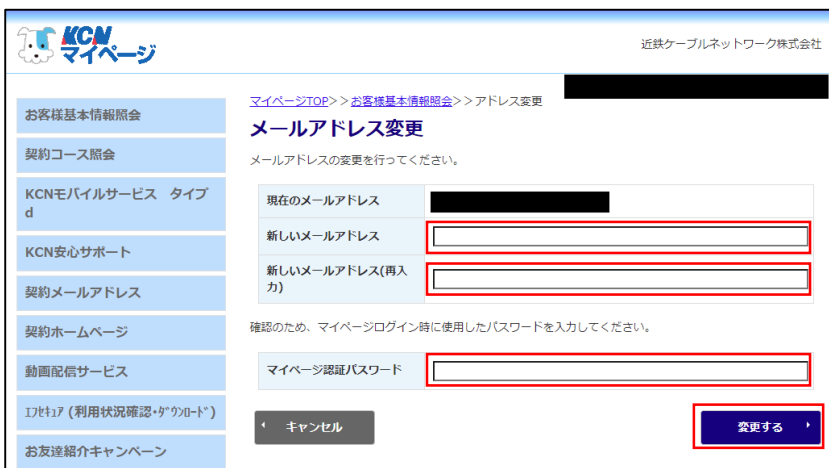 KCN
マイページ
近鉄ケーブルネットワーク株式会社
お客様基本情報照会
契約コース照会
KCNモバイルサービス　タイプ
d
KCN安心サポート
契約メールアドレス
契約ホームページ
動画配信サービス
ｴﾌｾｷｭｱ (利用状況確認・ﾀﾞｳﾝﾛｰﾄﾞ)
お友達紹介キャンペーン
マイページTOP>>お客様基本情報照会>>アドレス変更
メールアドレス変更
メールアドレスの変更を行ってください。
現在のメールアドレス
新しいメールアドレス
新しいメールアドレス(再入
力)
確認のため、マイページログイン時に使用したパスワードを入力してください。
マイページ認証パスワード
キャンセル
変更する